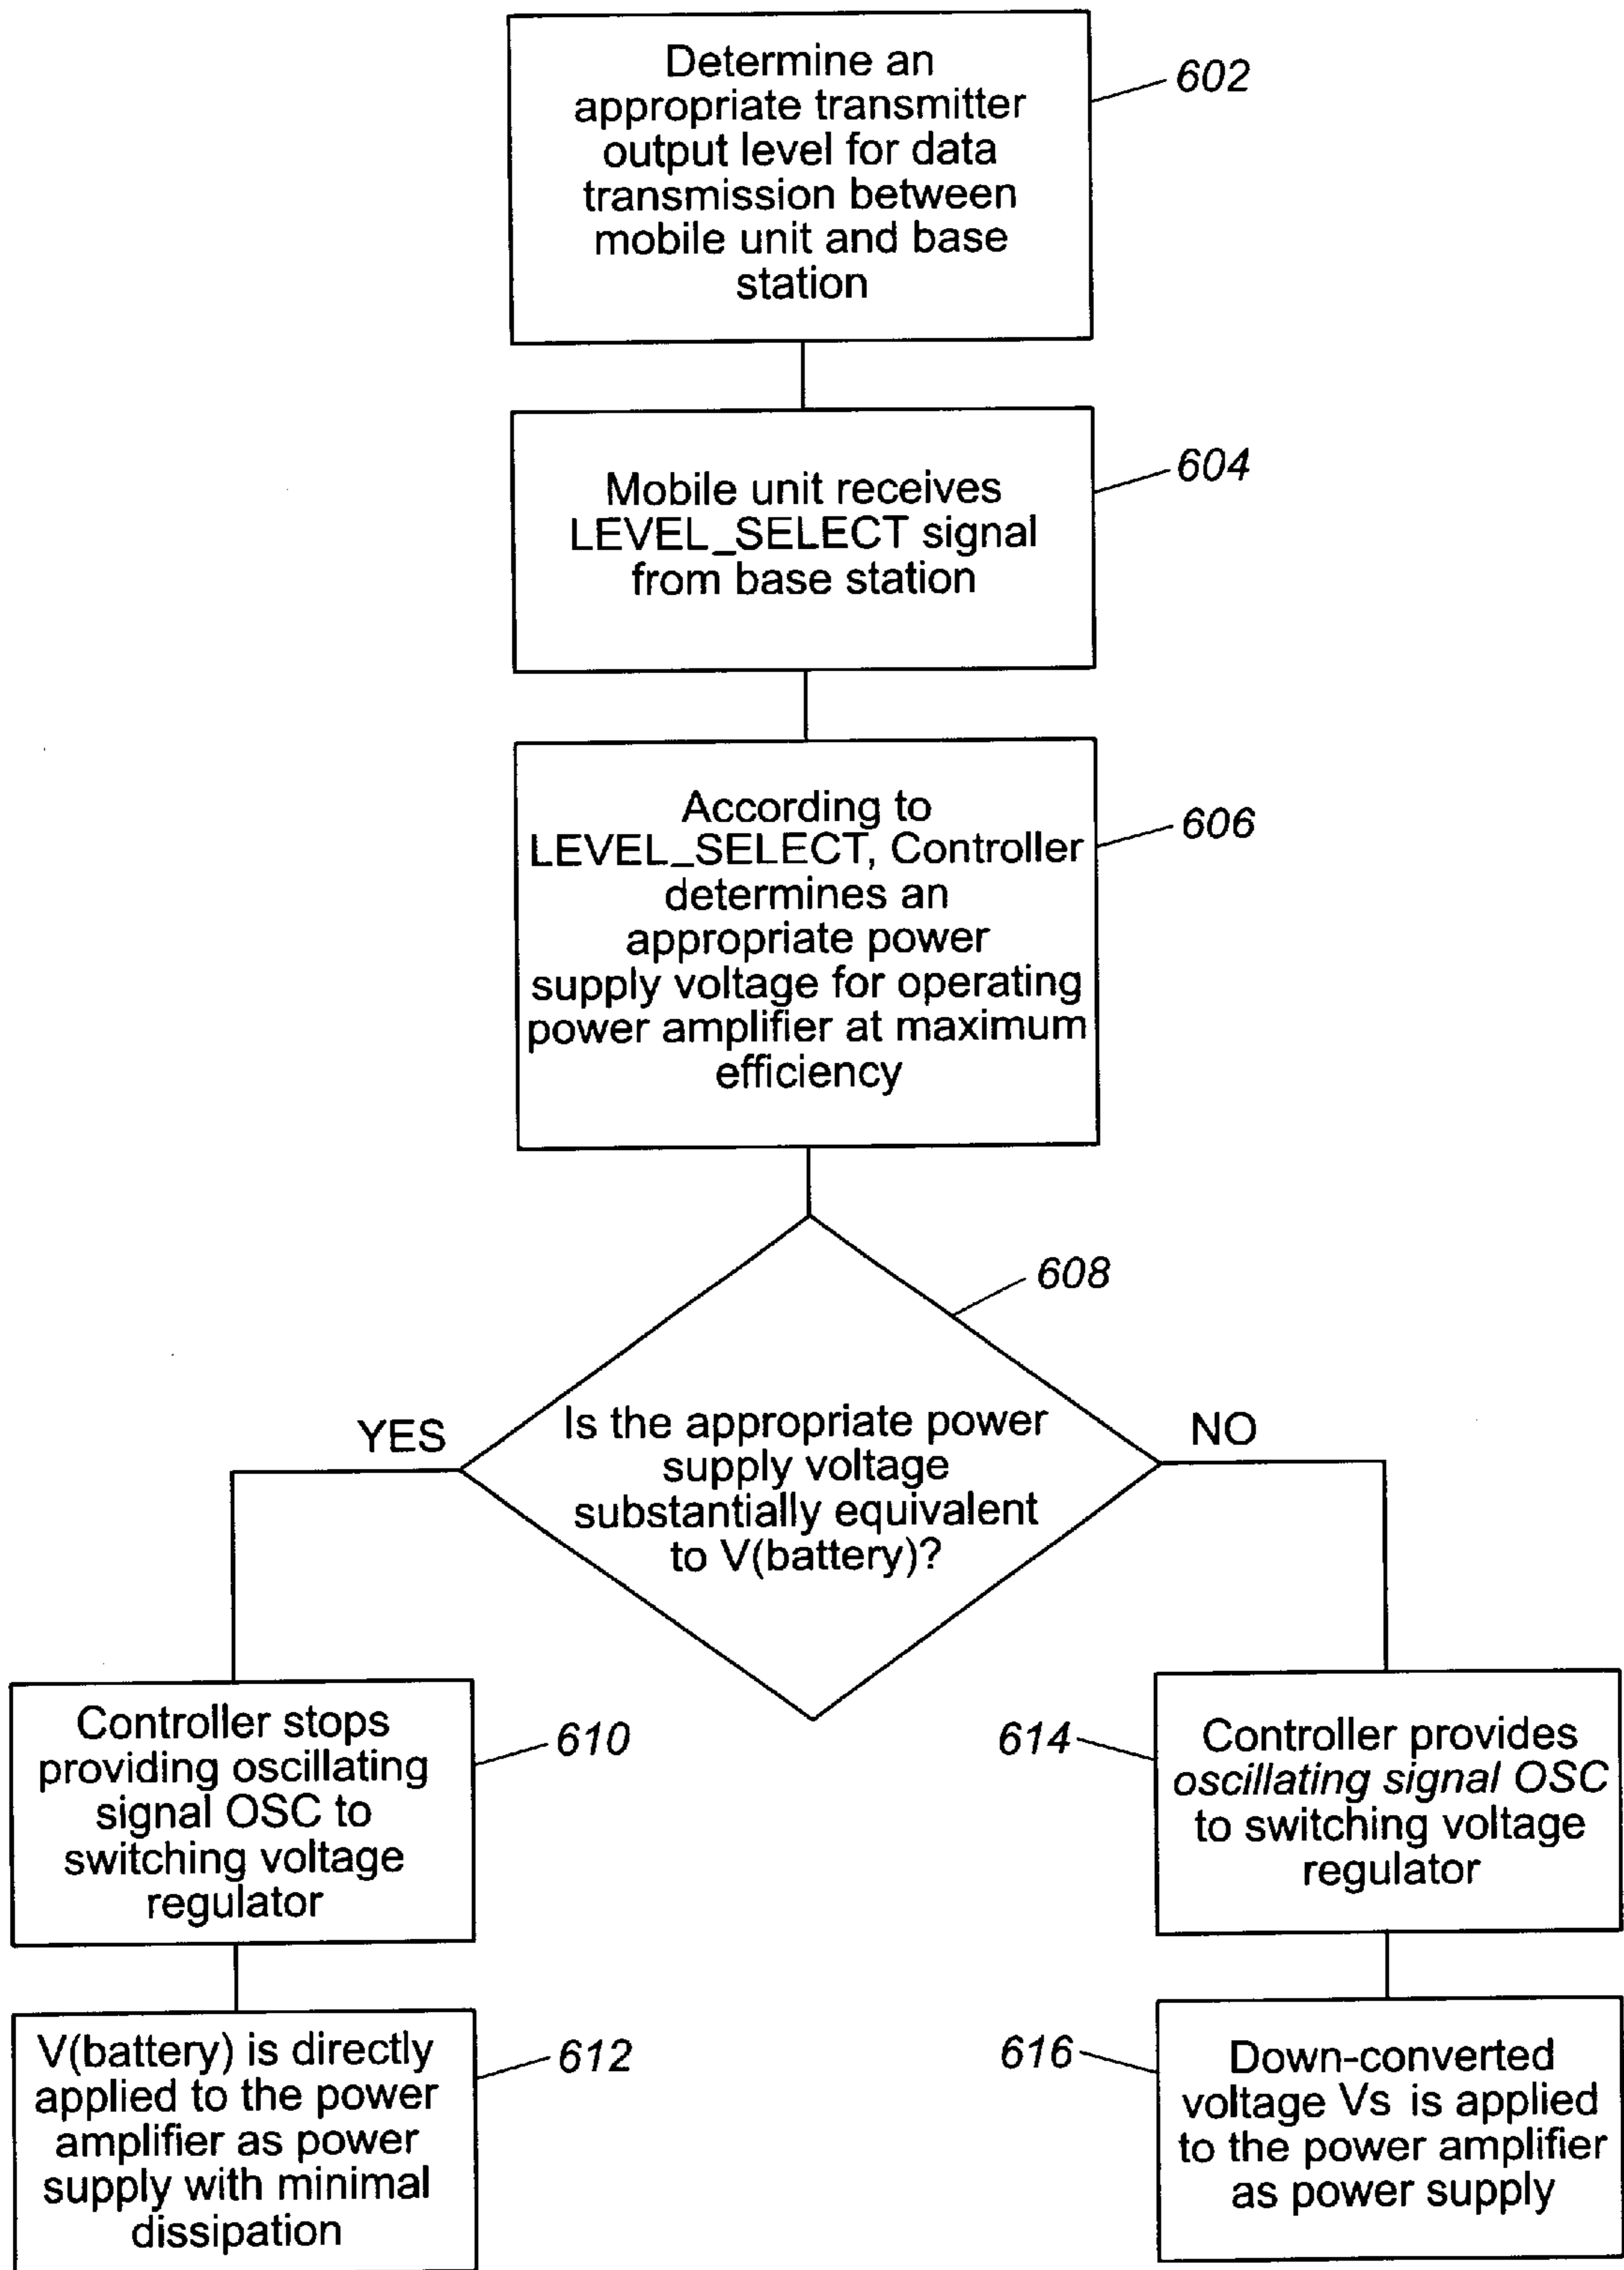 Determine an
appropriate transmitter
output level for data
transmission between
mobile unit and base
station
602
Mobile unit receives
LEVEL_SELECT signal
from base station
604
According to
LEVEL_SELECT, Controller
determines an
appropriate power
supply voltage for operating
power amplifier at maximum
efficiency
606
608
Is the appropriate power
supply voltage
substantially equivalent
to V(battery)?
YES
NO
Controller stops
providing oscillating
signal OSC to
switching voltage
regulator
610
614
Controller provides
oscillating signal OSC
to switching voltage
regulator
V(battery) is directly
applied to the power
amplifier as power
supply with minimal
dissipation
612
616
Down-converted
voltage Vs is applied
to the power amplifier
as power supply